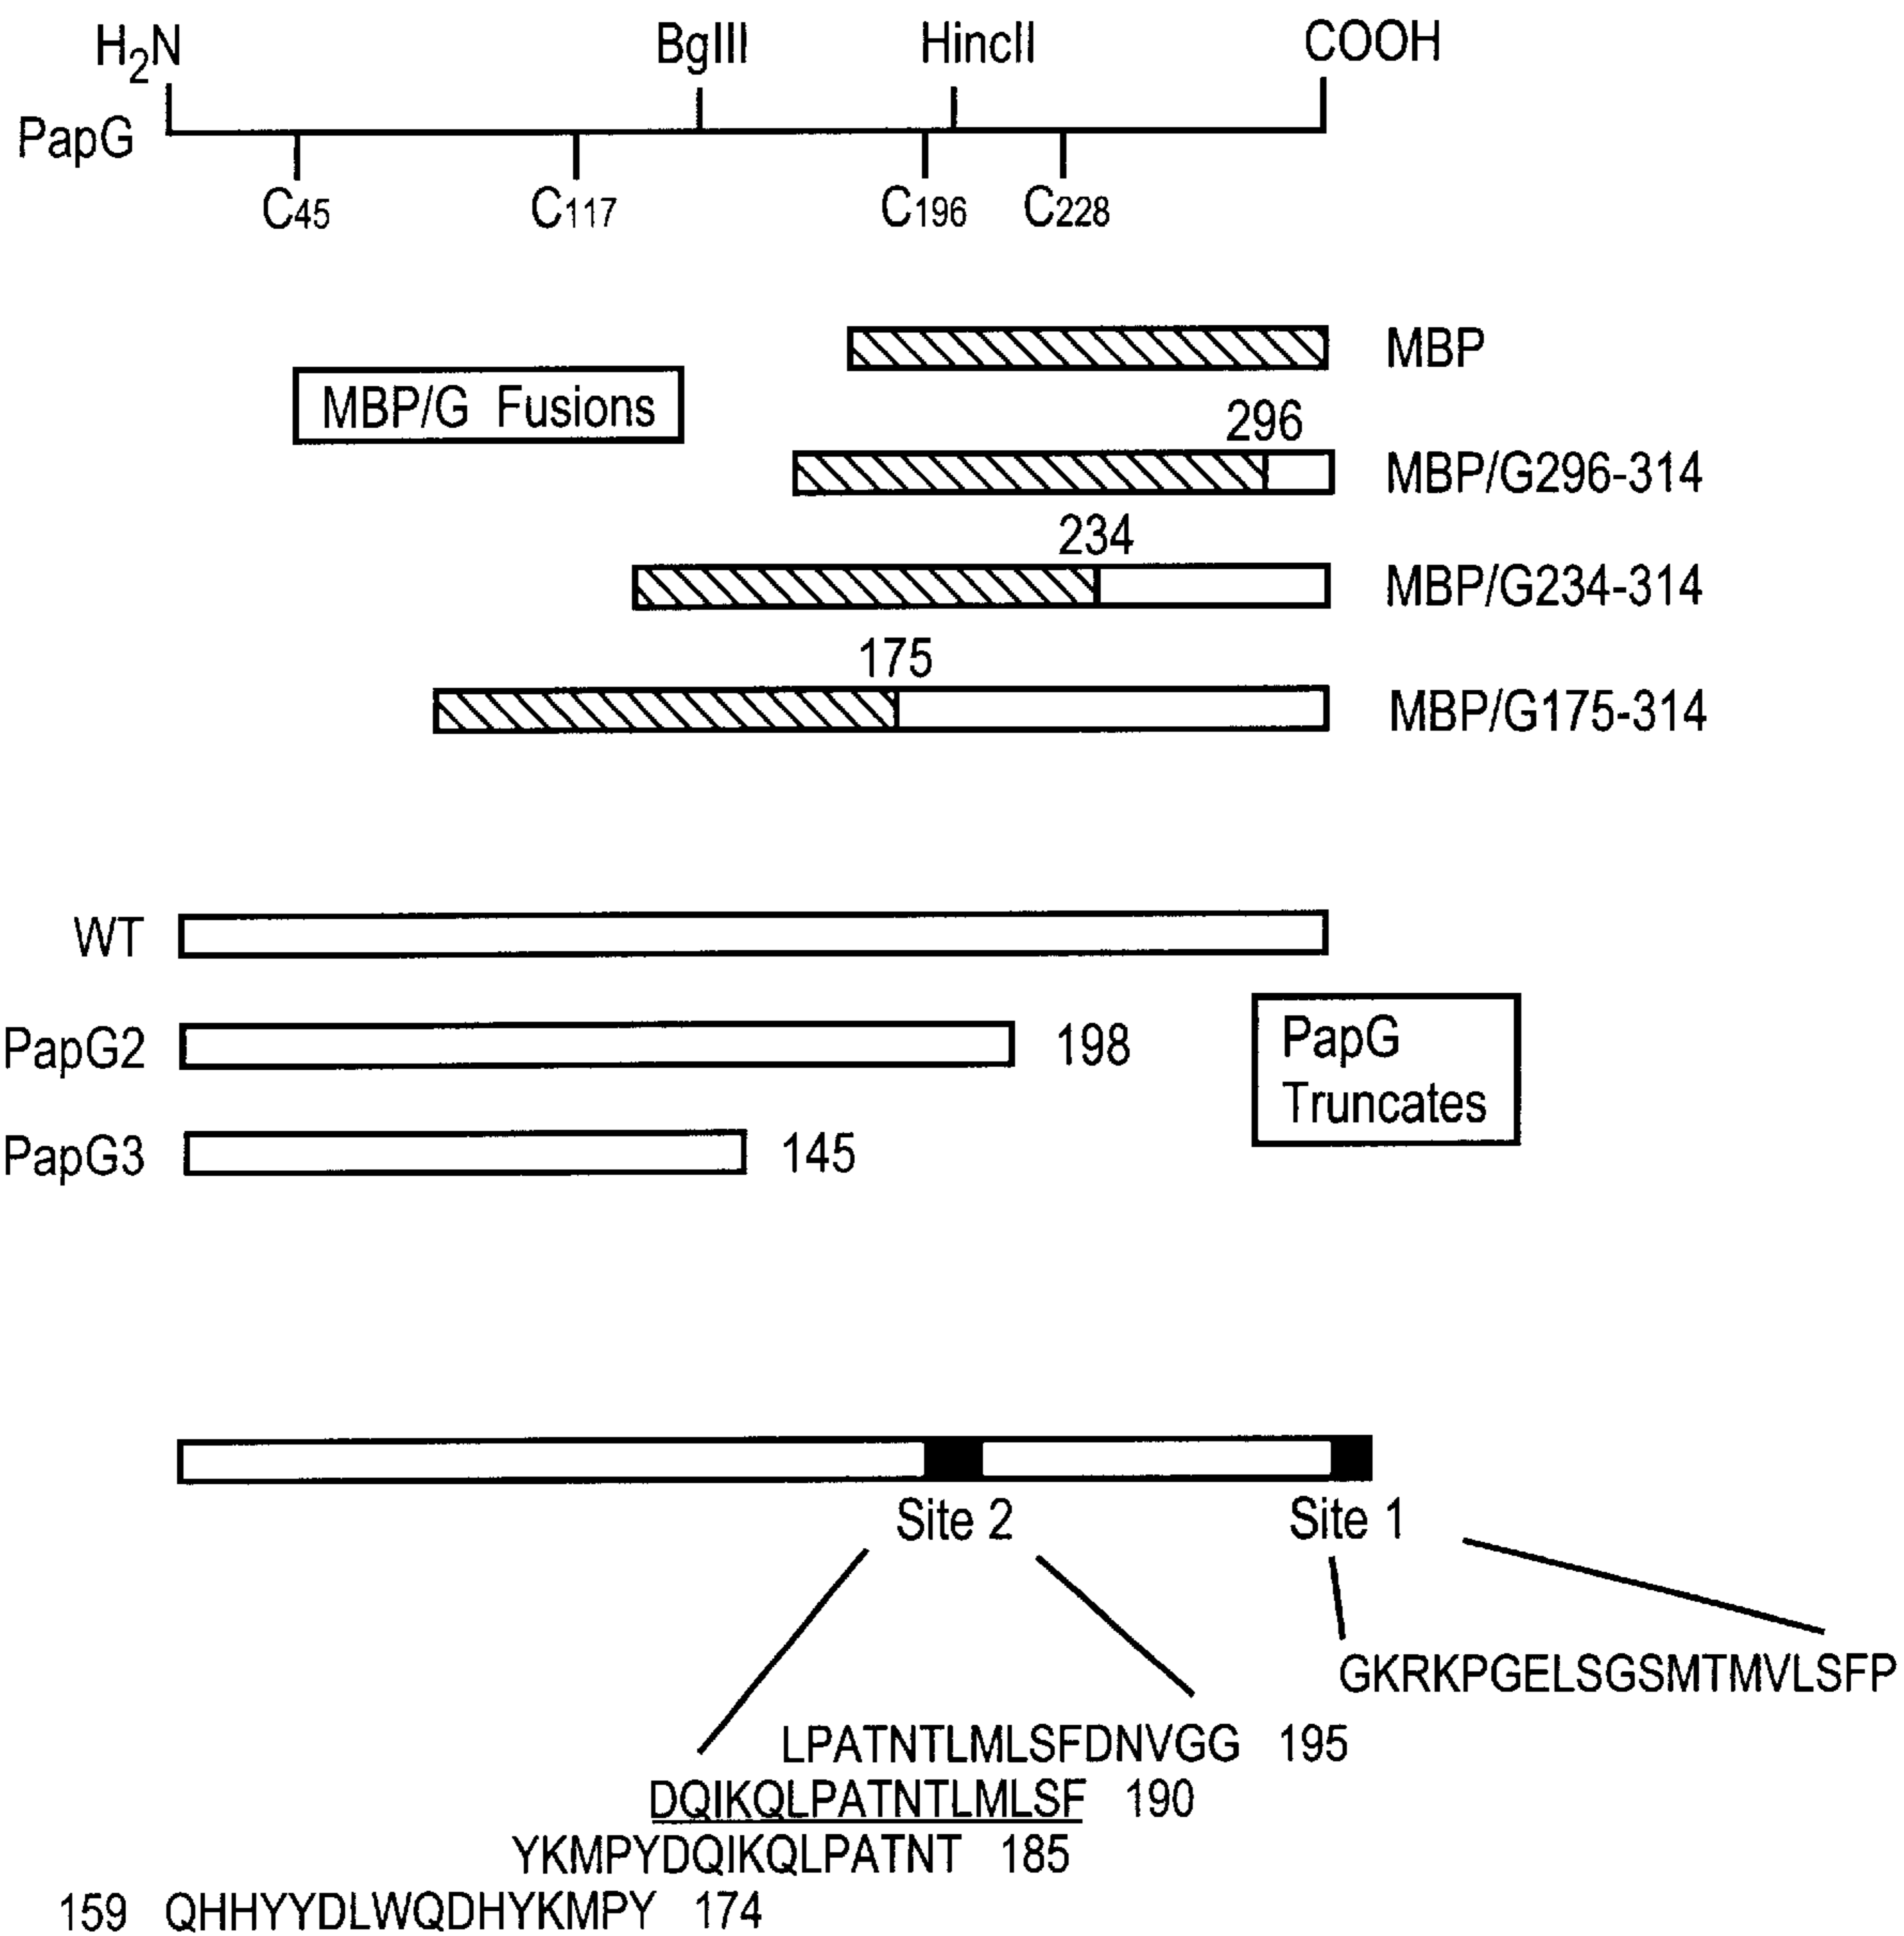 H2N BglII HincII COOH
PapG
C45 C117 C196 C228
MBP
MBP/G Fusions
296
MBP/G296-314
234
MBP/G234-314
175
MBP/G175-314
WT
PapG2 198
PapG
Truncates
PapG3 145
Site 2 Site 1
GKRKPGELSGSMTMVLSFP
LPATNTLMLSFDNVGG 195
DQIKQLPATNTLMLSF 190
YKMPYDQIKQLPATNT 185
159 QHHYYDLWQDHYKMPY 174